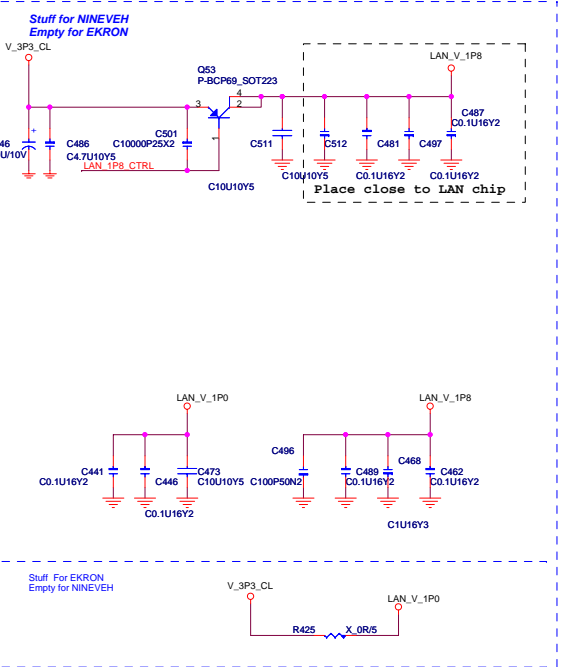 Stuff for NINEVEH
Empty for EKRON
V_3P3_CL
Q53
P-BCP69_SOT223
LAN_V_1P8
3
4
2
1
C487
C0.1U16Y2
46
U/10V
+
C486
C4.7U10Y5
C501
C10000P25X2
LAN_1P8_CTRL
C10U10Y5
C511
C512
C481
C497
C10U10Y5
C0.1U16Y2
C0.1U16Y2
Place close to LAN chip
LAN_V_1P0
LAN_V_1P8
C441
C0.1U16Y2
C446
C0.1U16Y2
C473
C10U10Y5
C496
C100P50N2
C489
C0.1U16Y2
C468
C1U16Y3
C462
C0.1U16Y2
Stuff For EKRON
Empty for NINEVEH
V_3P3_CL
LAN_V_1P0
R425
X_0R/5